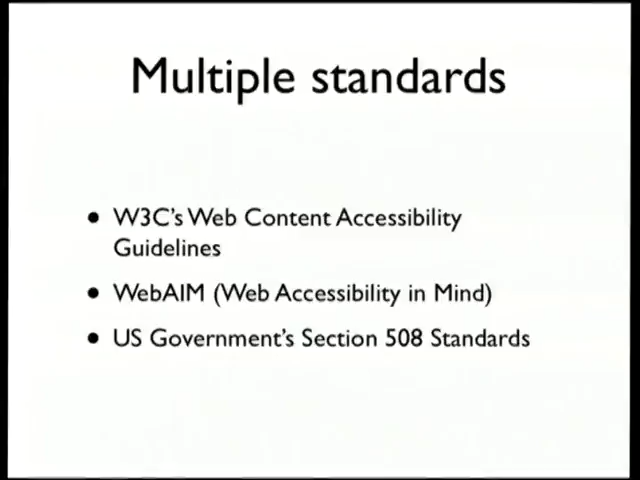 Multiple standards
• W3C's Web Content Accessibility
Guidelines
• WebAIM (Web Accessibility in Mind)
• US Government's Section 508 Standards